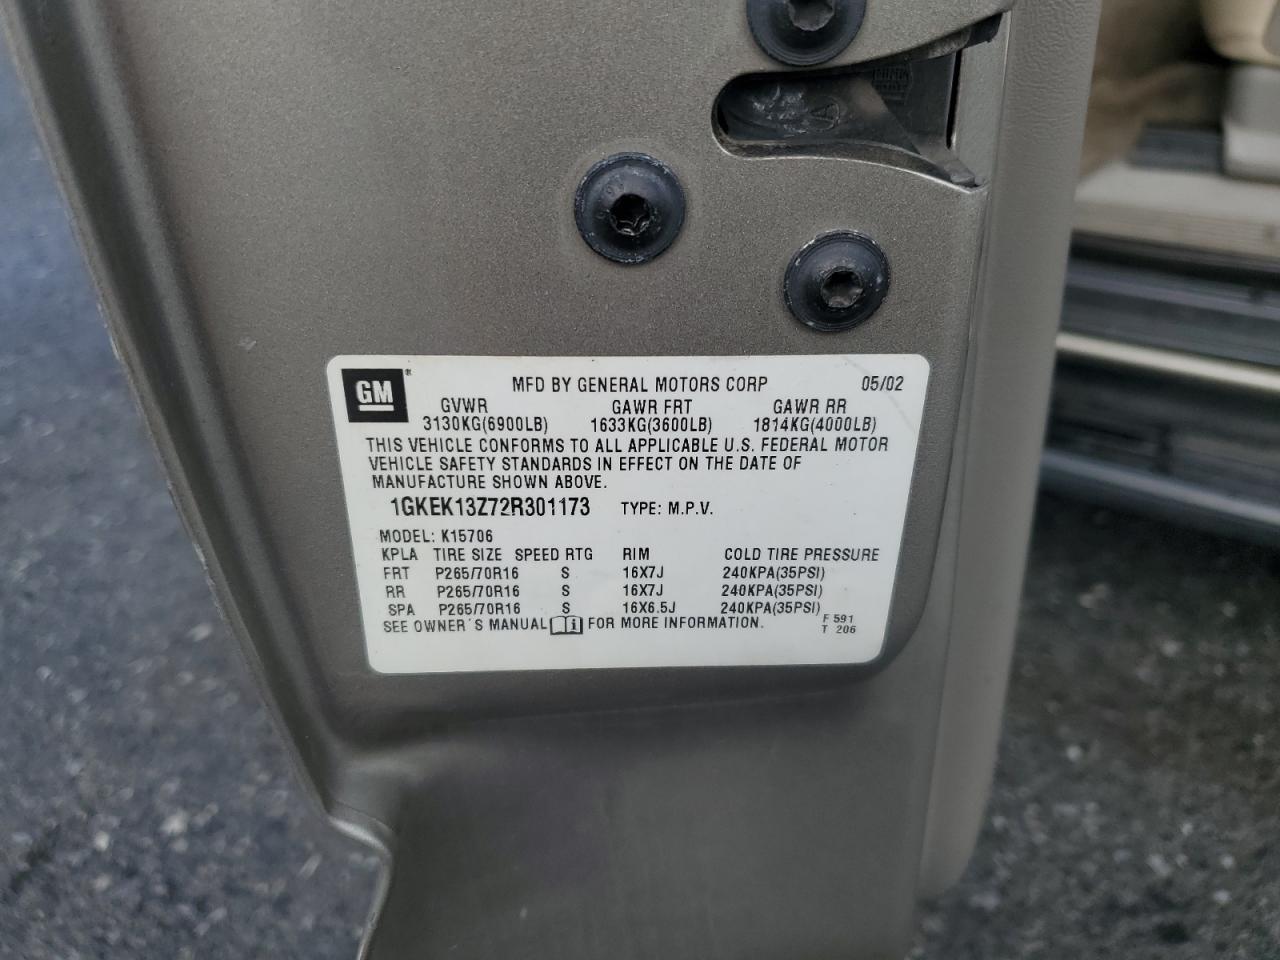 GM
MFD BY GENERAL MOTORS CORP 05/02
GVWR GAWR FRT GAWR RR
3130KG(6900LB) 1633KG(3600LB) 1814KG(4000LB)
THIS VEHICLE CONFORMS TO ALL APPLICABLE U.S. FEDERAL MOTOR
VEHICLE SAFETY STANDARDS IN EFFECT ON THE DATE OF
MANUFACTURE SHOWN ABOVE.
1GKEK13Z72R301173 TYPE: M.P.V.
MODEL: K15706
KPLA TIRE SIZE SPEED RTG RIM COLD TIRE PRESSURE
FRT P265/70R16 S 16X7J 240KPA(35PSI)
RR P265/70R16 S 16X7J 240KPA(35PSI)
SPA P265/70R16 S 16X6.5J 240KPA(35PSI)
SEE OWNER'S MANUAL FOR MORE INFORMATION.
F 591
T 206